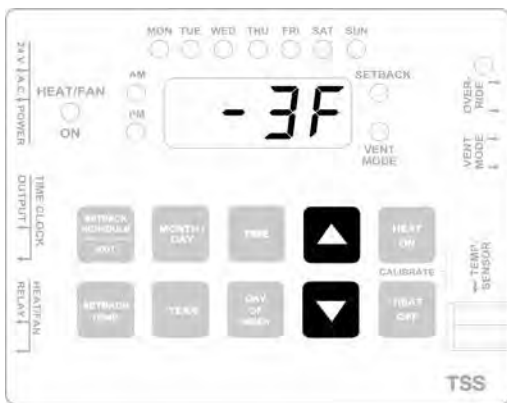 MON TUE WED THU FRI SAT SUN
24 V. A.C. POWER
AM
SETBACK
HEAT/FAN
ON
PM
-3F
VENT
MODE
OVER-
RIDE
VENT
MODE
TIME CLOCK
OUTPUT
SETBACK
SCHEDULE
EXIT
MONTH /
DAY
TIME
HEAT
ON
CALIBRATE
TEMP.
SENSOR
HEAT/FAN
RELAY
SETBACK
TEMP
YEAR
DAY
OF
WEEK
HEAT
OFF
TSS